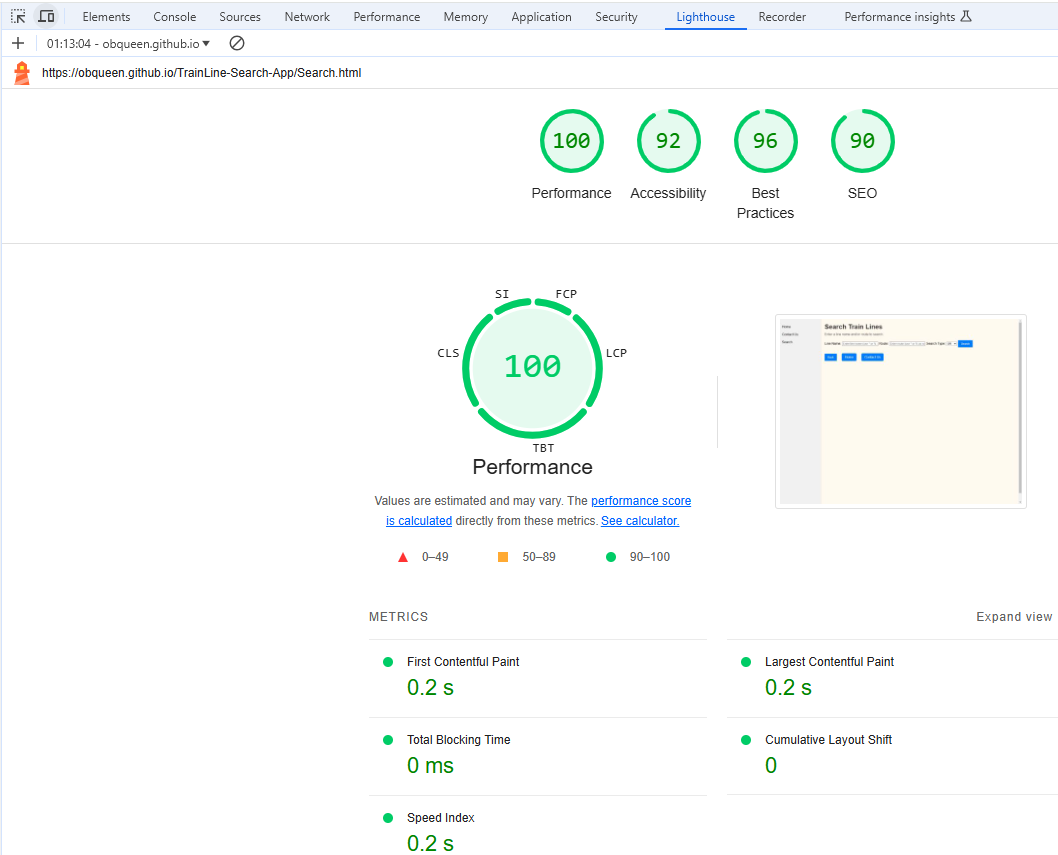 Elements Console Sources Network Performance Memory Application Security Lighthouse Recorder Performance insights
01:13:04 - obqueen.github.io
https://obqueen.github.io/TrainLine-Search-App/Search.html
100 92 96 90
Performance Accessibility Best Practices SEO
SI FCP
CLS LCP
100
TBT
Performance
Values are estimated and may vary. The performance score
is calculated directly from these metrics. See calculator.
0–49 50–89 90–100
Search Train Lines
METRICS Expand view
First Contentful Paint Largest Contentful Paint
0.2 s 0.2 s
Total Blocking Time Cumulative Layout Shift
0 ms 0
Speed Index
0.2 s